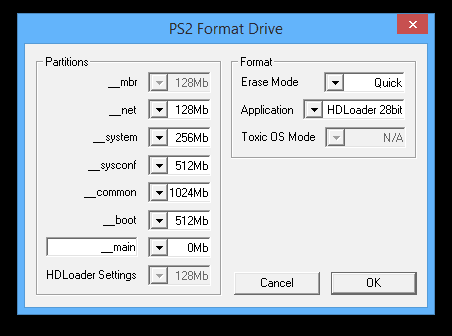 PS2 Format Drive
Partitions
__mbr 128Mb
__net 128Mb
__system 256Mb
__sysconf 512Mb
__common 1024Mb
__boot 512Mb
__main 0Mb
HDLoader Settings 128Mb
Format
Erase Mode Quick
Application HDLoader 28bit
Toxic OS Mode N/A
Cancel OK